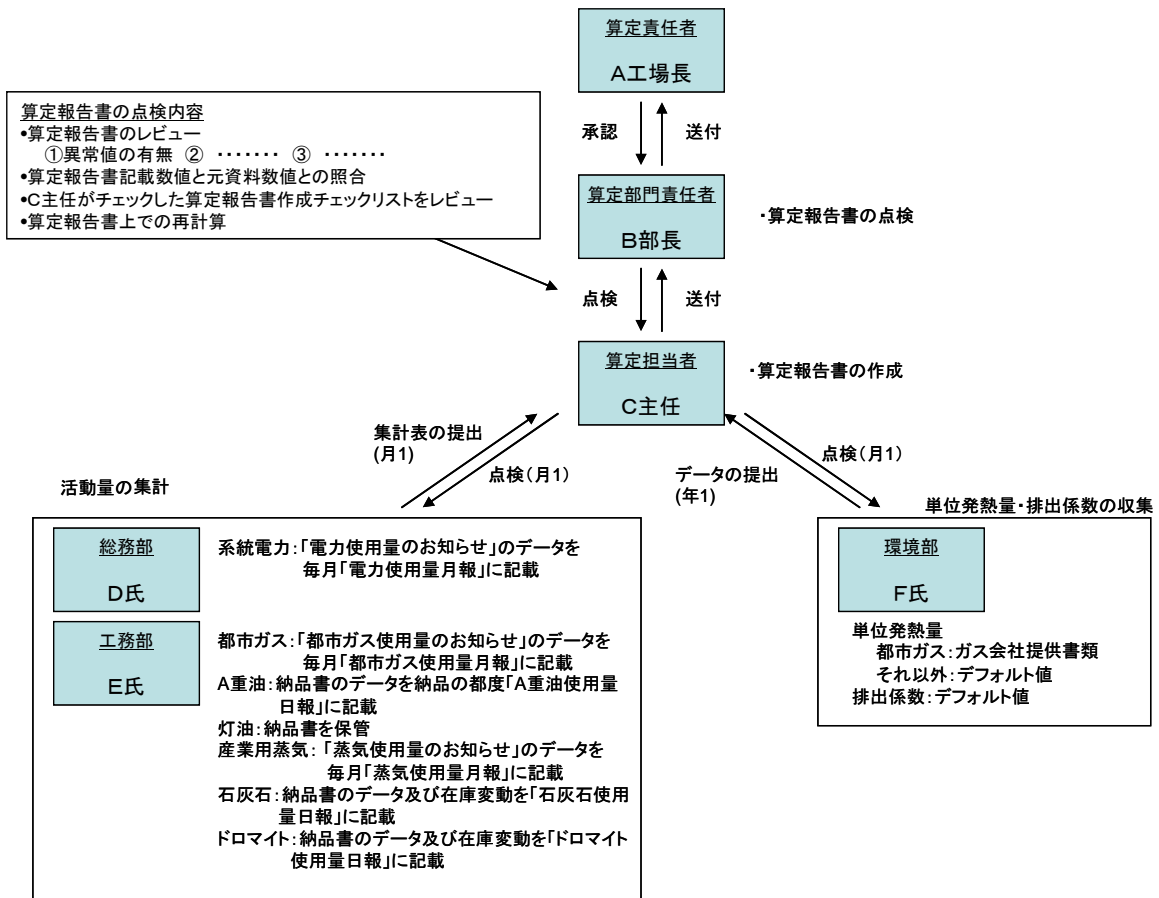 算定責任者
A工場長
承認
送付
算定報告書の点検内容
•算定報告書のレビュー
①異常値の有無 ② ‥‥‥‥ ③ ‥‥‥‥
•算定報告書記載数値と元資料数値との照合
•C主任がチェックした算定報告書作成チェックリストをレビュー
•算定報告書上での再計算
算定部門責任者
B部長
・算定報告書の点検
点検
送付
算定担当者
C主任
・算定報告書の作成
集計表の提出
(月1)
点検(月1)
データの提出
(年1)
点検(月1)
活動量の集計
総務部
D氏
系統電力:「電力使用量のお知らせ」のデータを
毎月「電力使用量月報」に記載
工務部
E氏
都市ガス:「都市ガス使用量のお知らせ」のデータを
毎月「都市ガス使用量月報」に記載
A重油:納品書のデータを納品の都度「A重油使用量
日報」に記載
灯油:納品書を保管
産業用蒸気:「蒸気使用量のお知らせ」のデータを
毎月「蒸気使用量月報」に記載
石灰石:納品書のデータ及び在庫変動を「石灰石使用
量日報」に記載
ドロマイト:納品書のデータ及び在庫変動を「ドロマイト
使用量日報」に記載
単位発熱量・排出係数の収集
環境部
F氏
単位発熱量
都市ガス:ガス会社提供書類
それ以外:デフォルト値
排出係数:デフォルト値